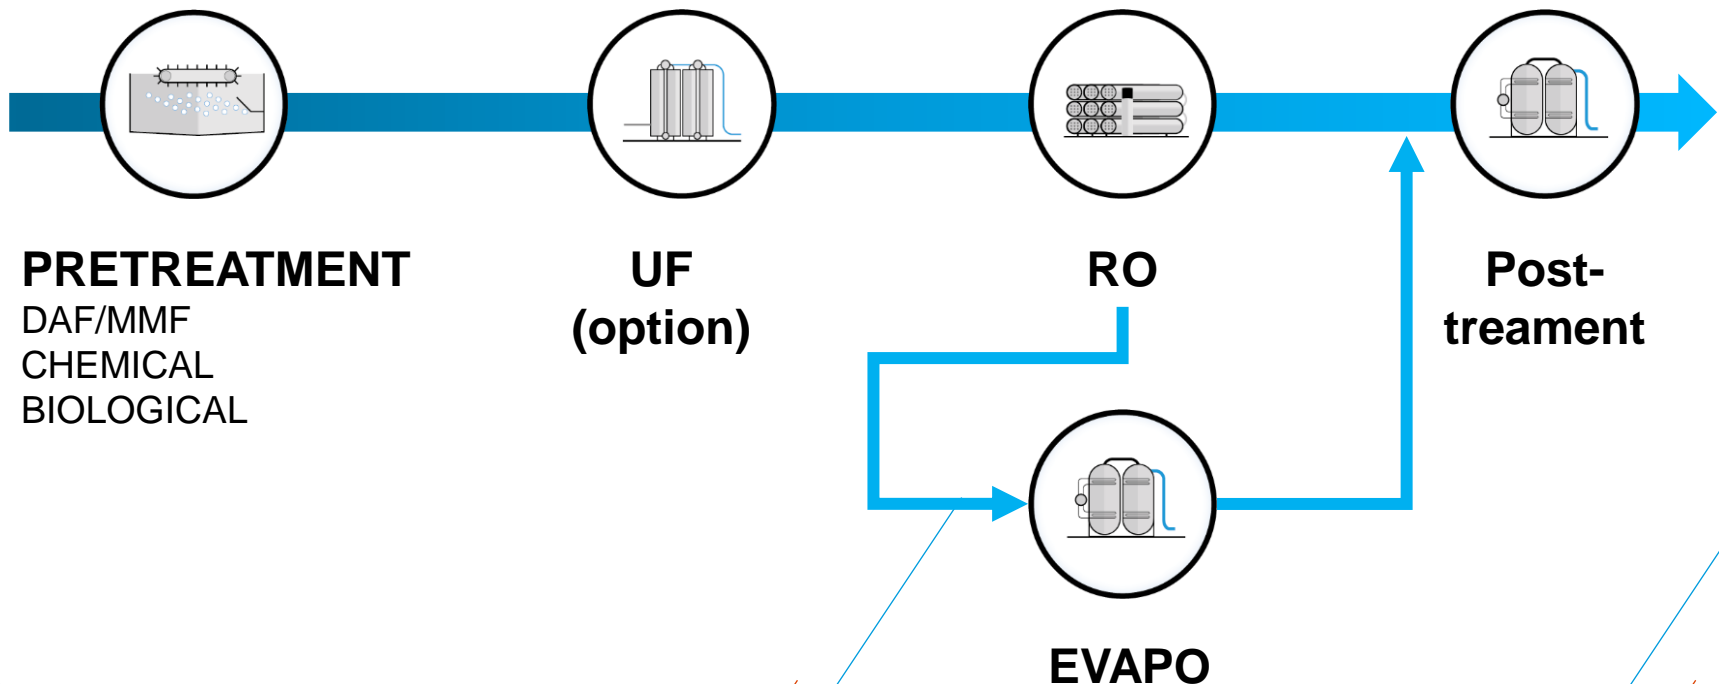 PRETREATMENT
DAF/MMF
CHEMICAL
BIOLOGICAL
UF
(option)
RO
Post-
treament
EVAPO